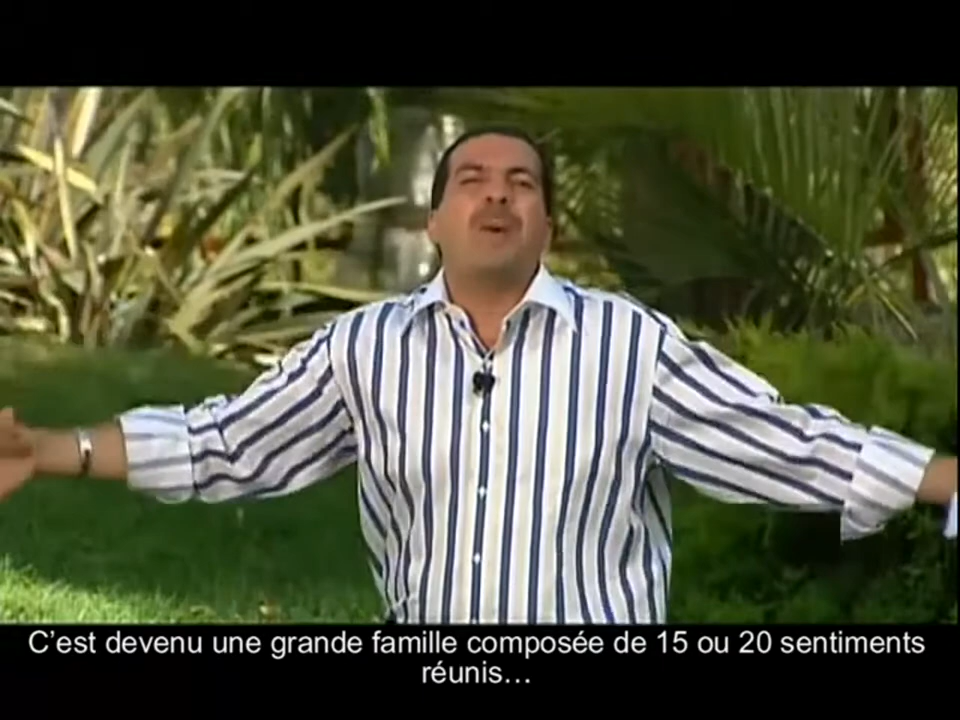 C’est devenu une grande famille composée de 15 ou 20 sentiments
réunis…